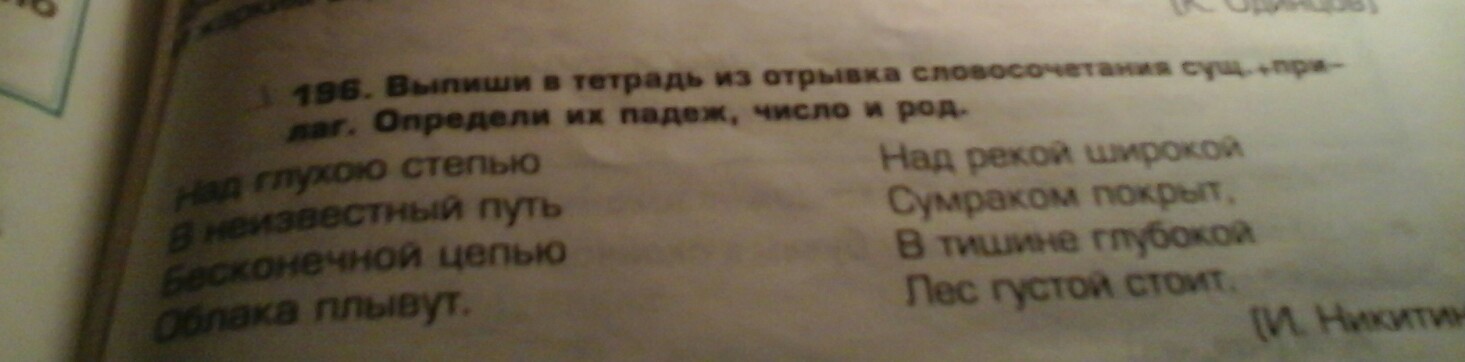 (К. Одинцов)
196. Выпиши в тетрадь из отрывка словосочетания сущ.+при-
лаг. Определи их падеж, число и род.
Над глухою степью
В неизвестный путь
Бесконечной цепью
Облака плывут.
Над рекой широкой
Сумраком покрыт,
В тишине глубокой
Лес густой стоит.
(И. Никитин